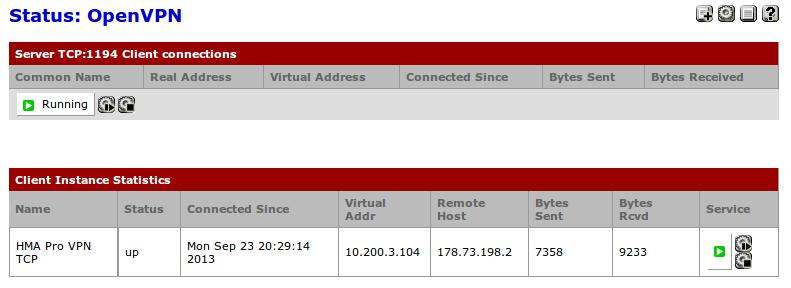 Status: OpenVPN
Server TCP:1194 Client connections
Common Name Real Address Virtual Address Connected Since Bytes Sent Bytes Received
Running
Client Instance Statistics
Name Status Connected Since Virtual Addr Remote Host Bytes Sent Bytes Rcvd Service
HMA Pro VPN TCP up Mon Sep 23 20:29:14 2013 10.200.3.104 178.73.198.2 7358 9233